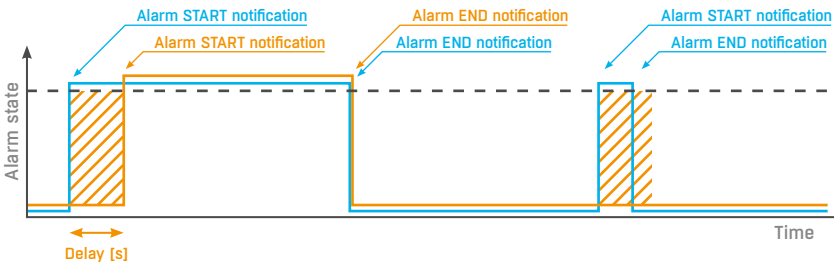 Alarm START notification
Alarm END notification
Alarm START notification
Alarm START notification
Alarm END notification
Alarm END notification
Alarm state
Time
Delay [s]